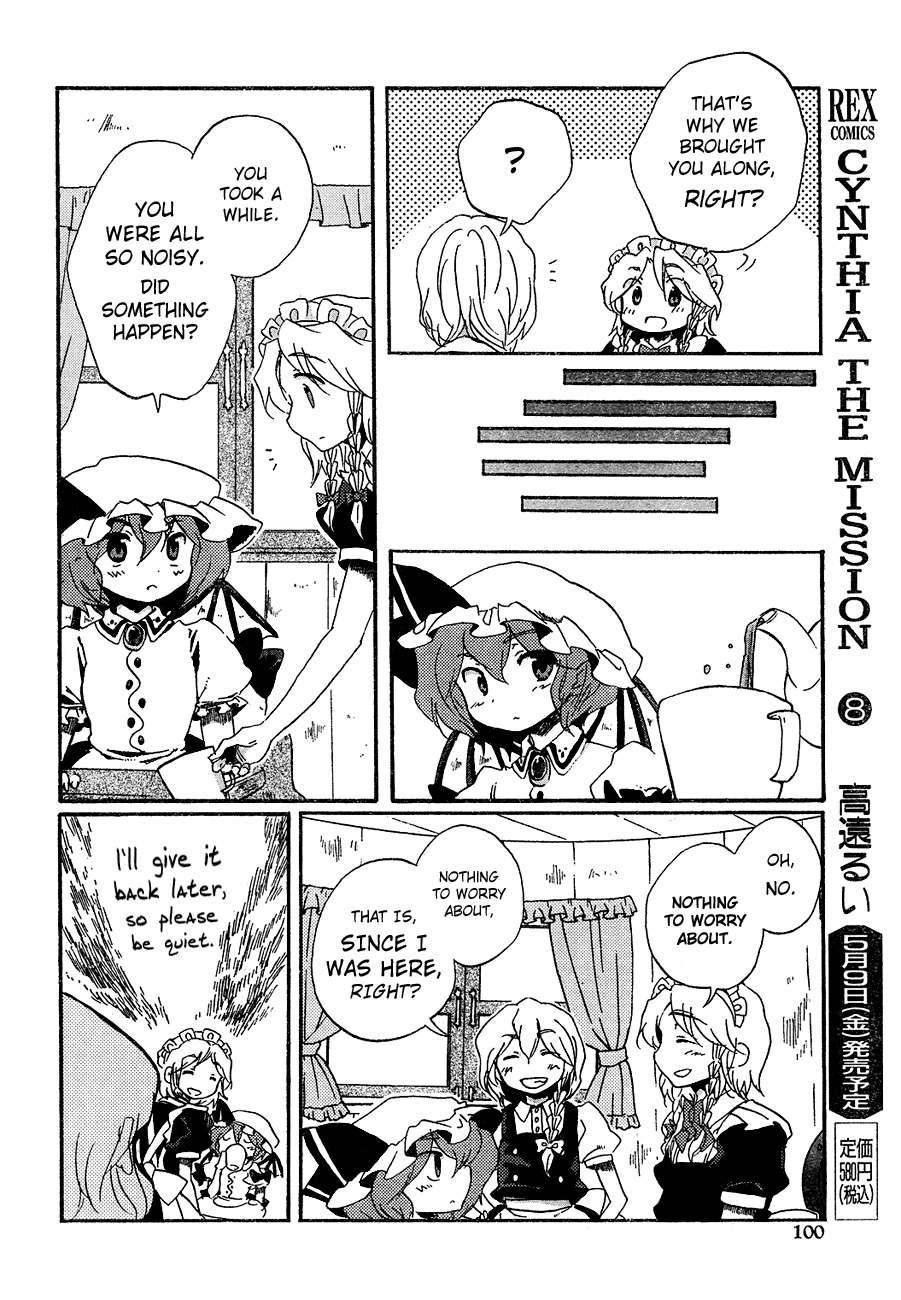 THAT'S
WHY WE
BROUGHT
YOU ALONG,
RIGHT?
?
YOU
TOOK A
WHILE.
YOU
WERE ALL
SO NOISY.
DID
SOMETHING
HAPPEN?
OH,
NO.
NOTHING
TO WORRY
ABOUT.
NOTHING
TO WORRY
ABOUT,
THAT IS,
SINCE I
WAS HERE,
RIGHT?
I'll give it
back later,
so please
be quiet.
REX
COMICS
CYNTHIA THE MISSION 8
高遠るい
5月9日(金)発売予定
定価
580円
(税込)
100